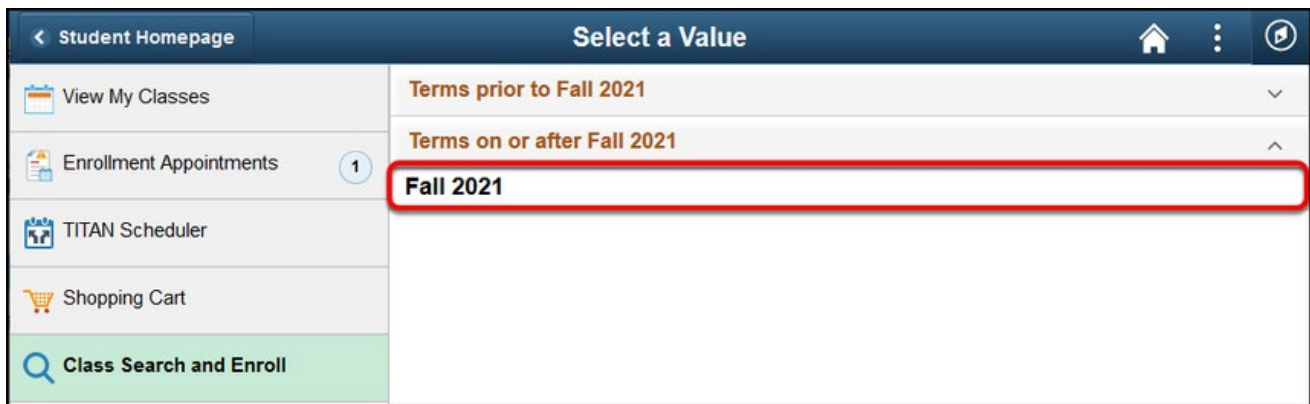 Student Homepage
Select a Value
View My Classes
Enrollment Appointments
1
TITAN Scheduler
Shopping Cart
Class Search and Enroll
Terms prior to Fall 2021
Terms on or after Fall 2021
Fall 2021